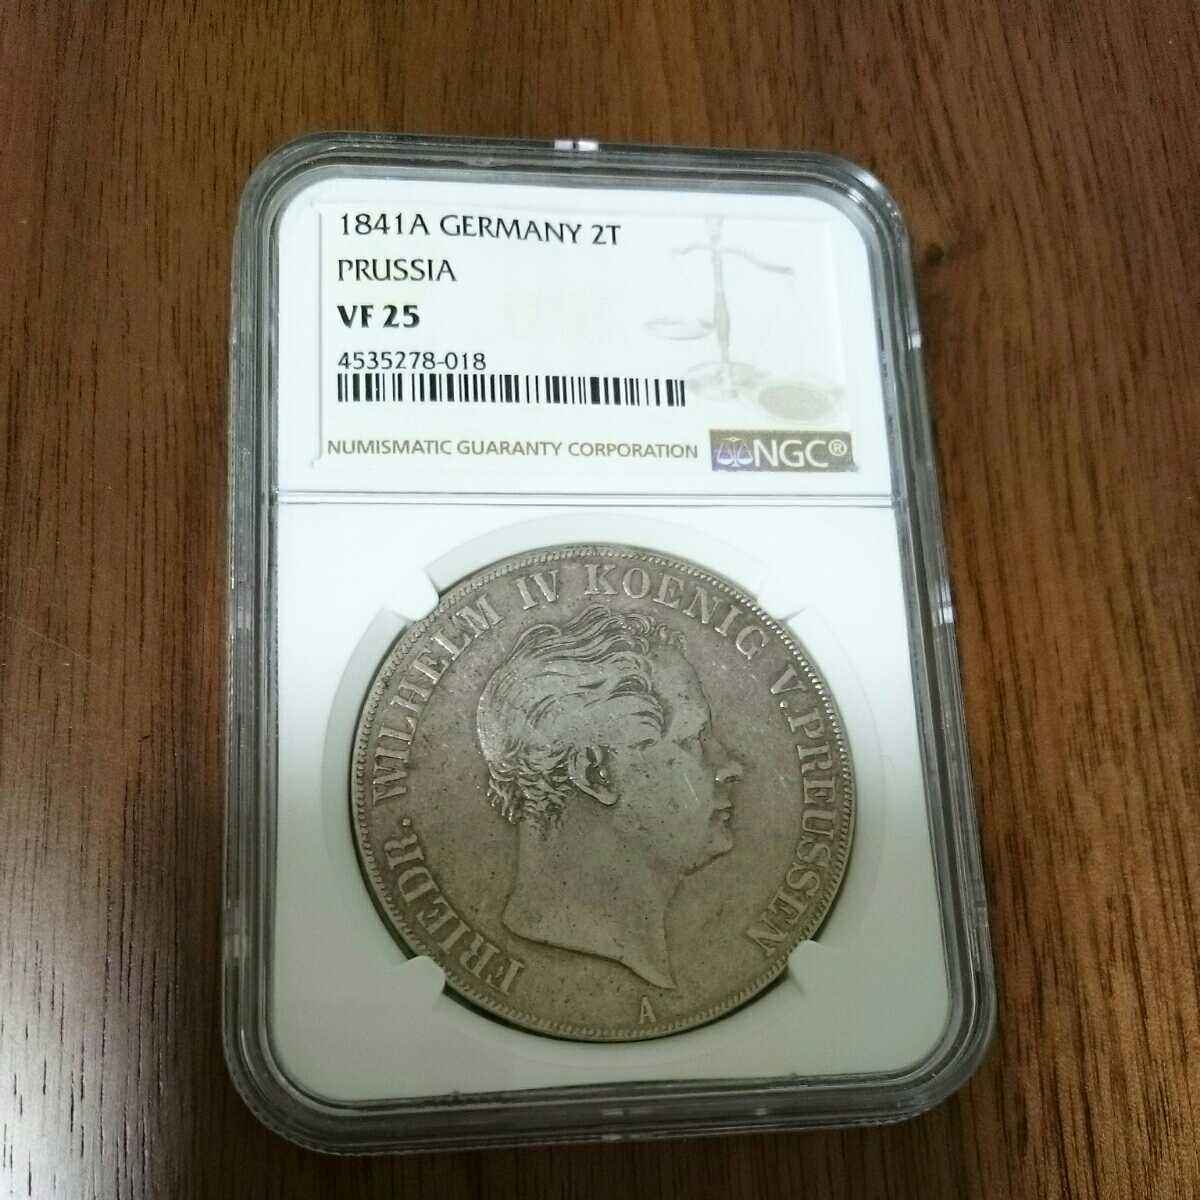 1841A GERMANY 2T
PRUSSIA
VF 25
4535278-018
NUMISMATIC GUARANTY CORPORATION NGC®
FRIEDR. WILHELM IV KOENIG V. PREUSSEN
A